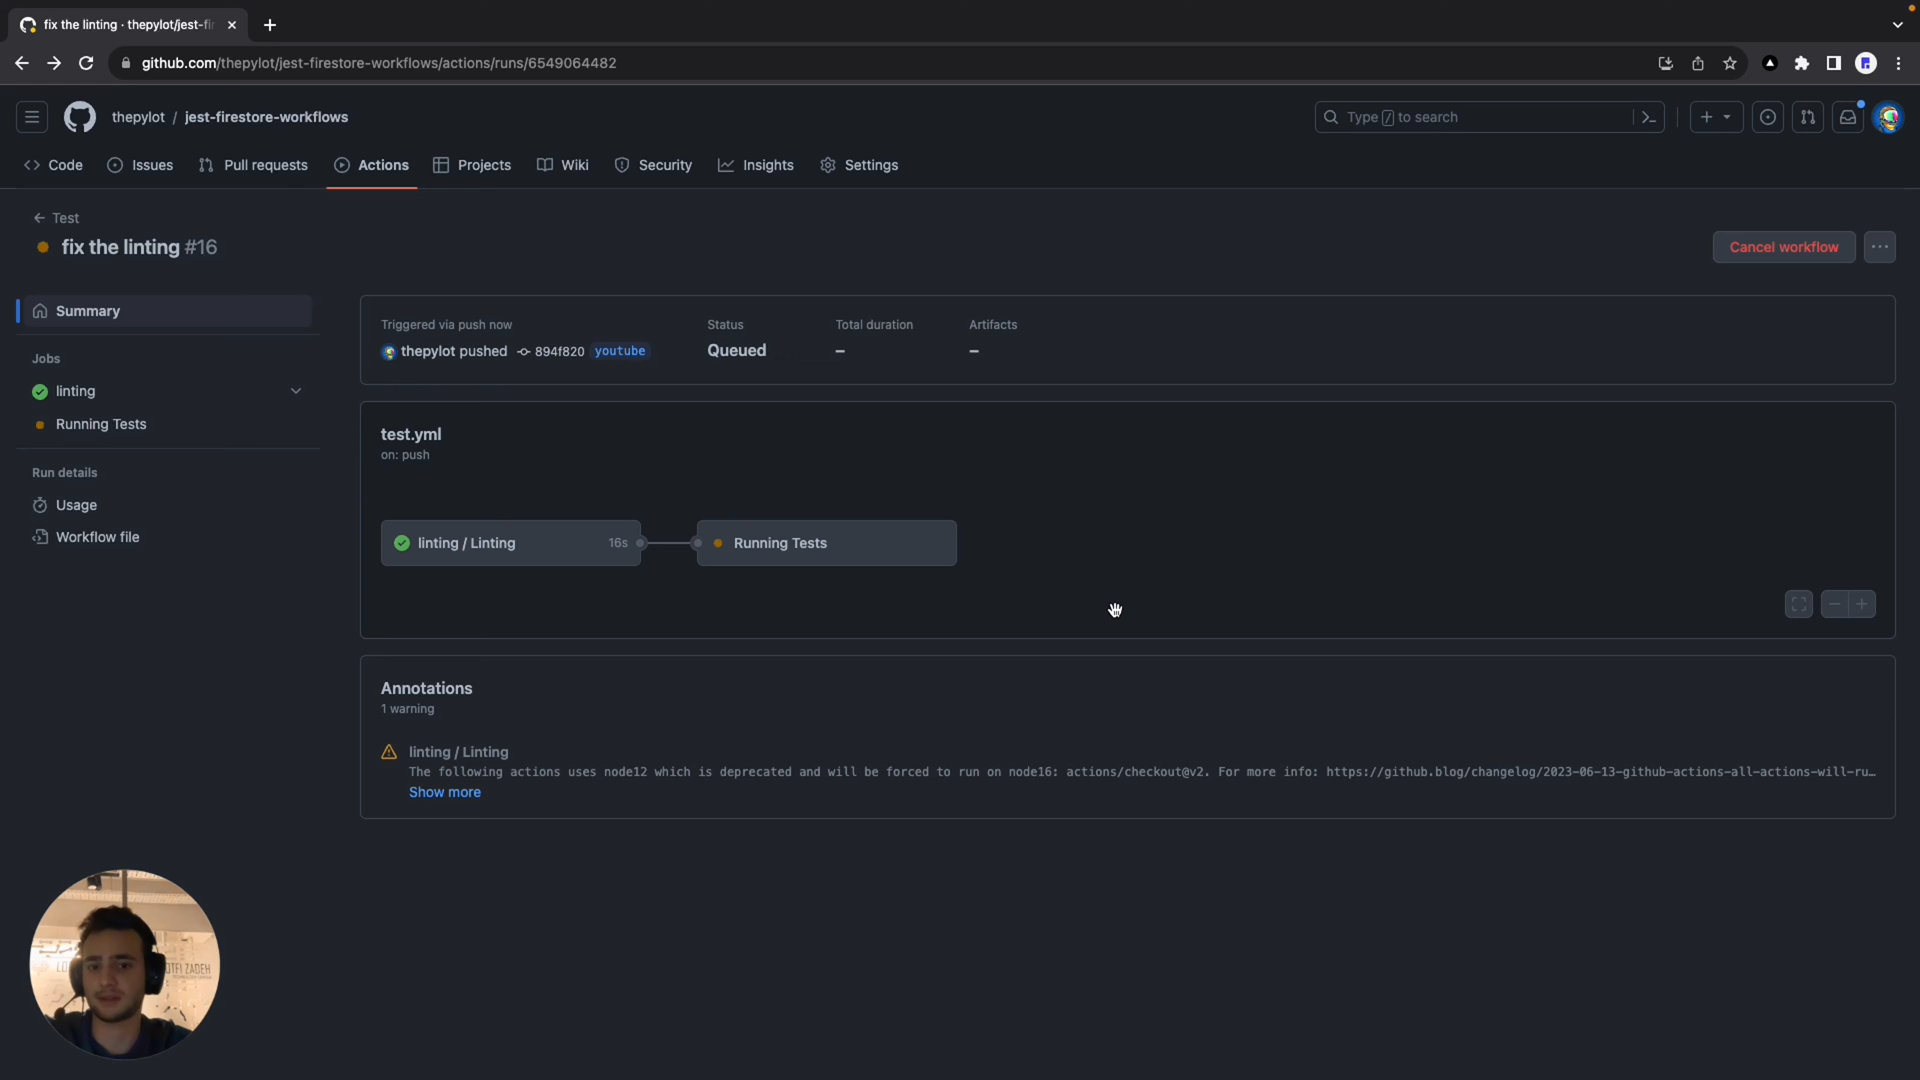 fix the linting · thepylot/jest-fir
github.com/thepylot/jest-firestore-workflows/actions/runs/6549064482
thepylot / jest-firestore-workflows
Type / to search
Code
Issues
Pull requests
Actions
Projects
Wiki
Security
Insights
Settings
← Test
fix the linting #16
Cancel workflow
Summary
Jobs
linting
Running Tests
Run details
Usage
Workflow file
Triggered via push now
thepylot pushed 894f820 youtube
Status
Queued
Total duration
–
Artifacts
–
test.yml
on: push
linting / Linting 16s
Running Tests
Annotations
1 warning
linting / Linting
The following actions uses node12 which is deprecated and will be forced to run on node16: actions/checkout@v2. For more info: https://github.blog/changelog/2023-06-13-github-actions-all-actions-will-ru…
Show more
OTFI ZADEH